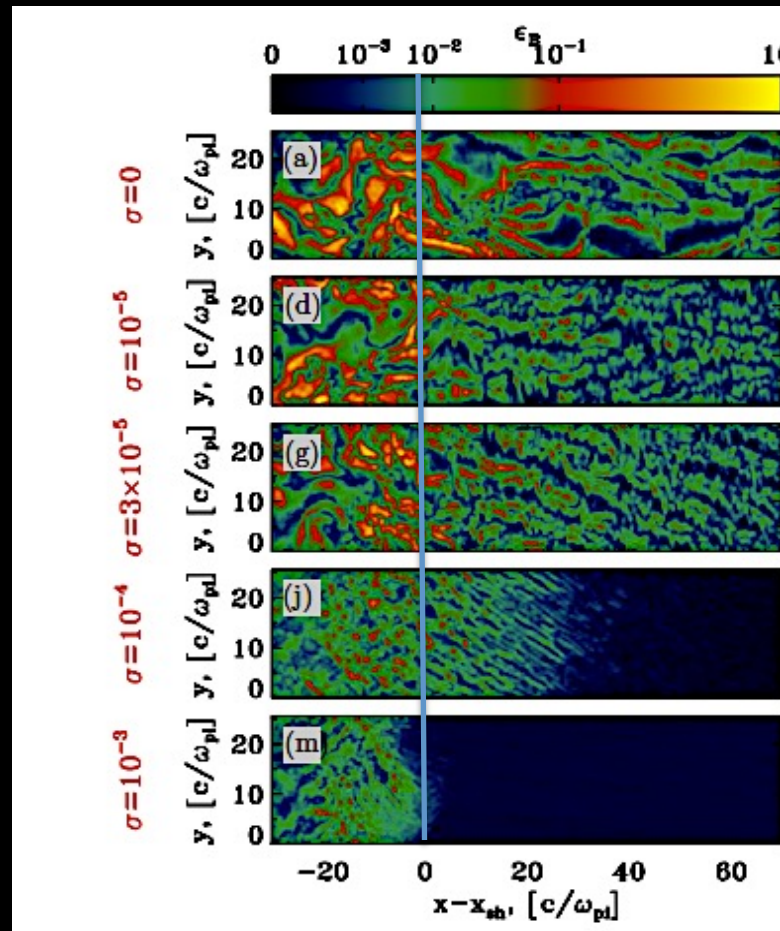 ϵ_B
0 10⁻³ 10⁻² 10⁻¹ 10
σ=0
y, [c/ω_pi]
20
10
0
(a)
σ=10⁻⁵
y, [c/ω_pi]
20
10
0
(d)
σ=3×10⁻⁵
y, [c/ω_pi]
20
10
0
(g)
σ=10⁻⁴
y, [c/ω_pi]
20
10
0
(j)
σ=10⁻³
y, [c/ω_pi]
20
10
0
(m
-20 0 20 40 60
x-x_sh, [c/ω_pi]